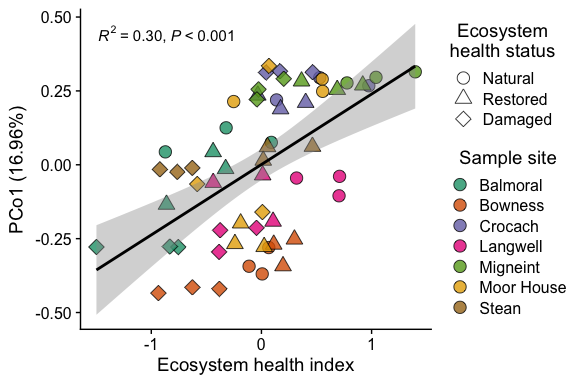 R² = 0.30, P < 0.001
0.50
0.25
0.00
-0.25
-0.50
PCo1 (16.96%)
-1
0
1
Ecosystem health index
Ecosystem
health status
Natural
Restored
Damaged
Sample site
Balmoral
Bowness
Crocach
Langwell
Migneint
Moor House
Stean